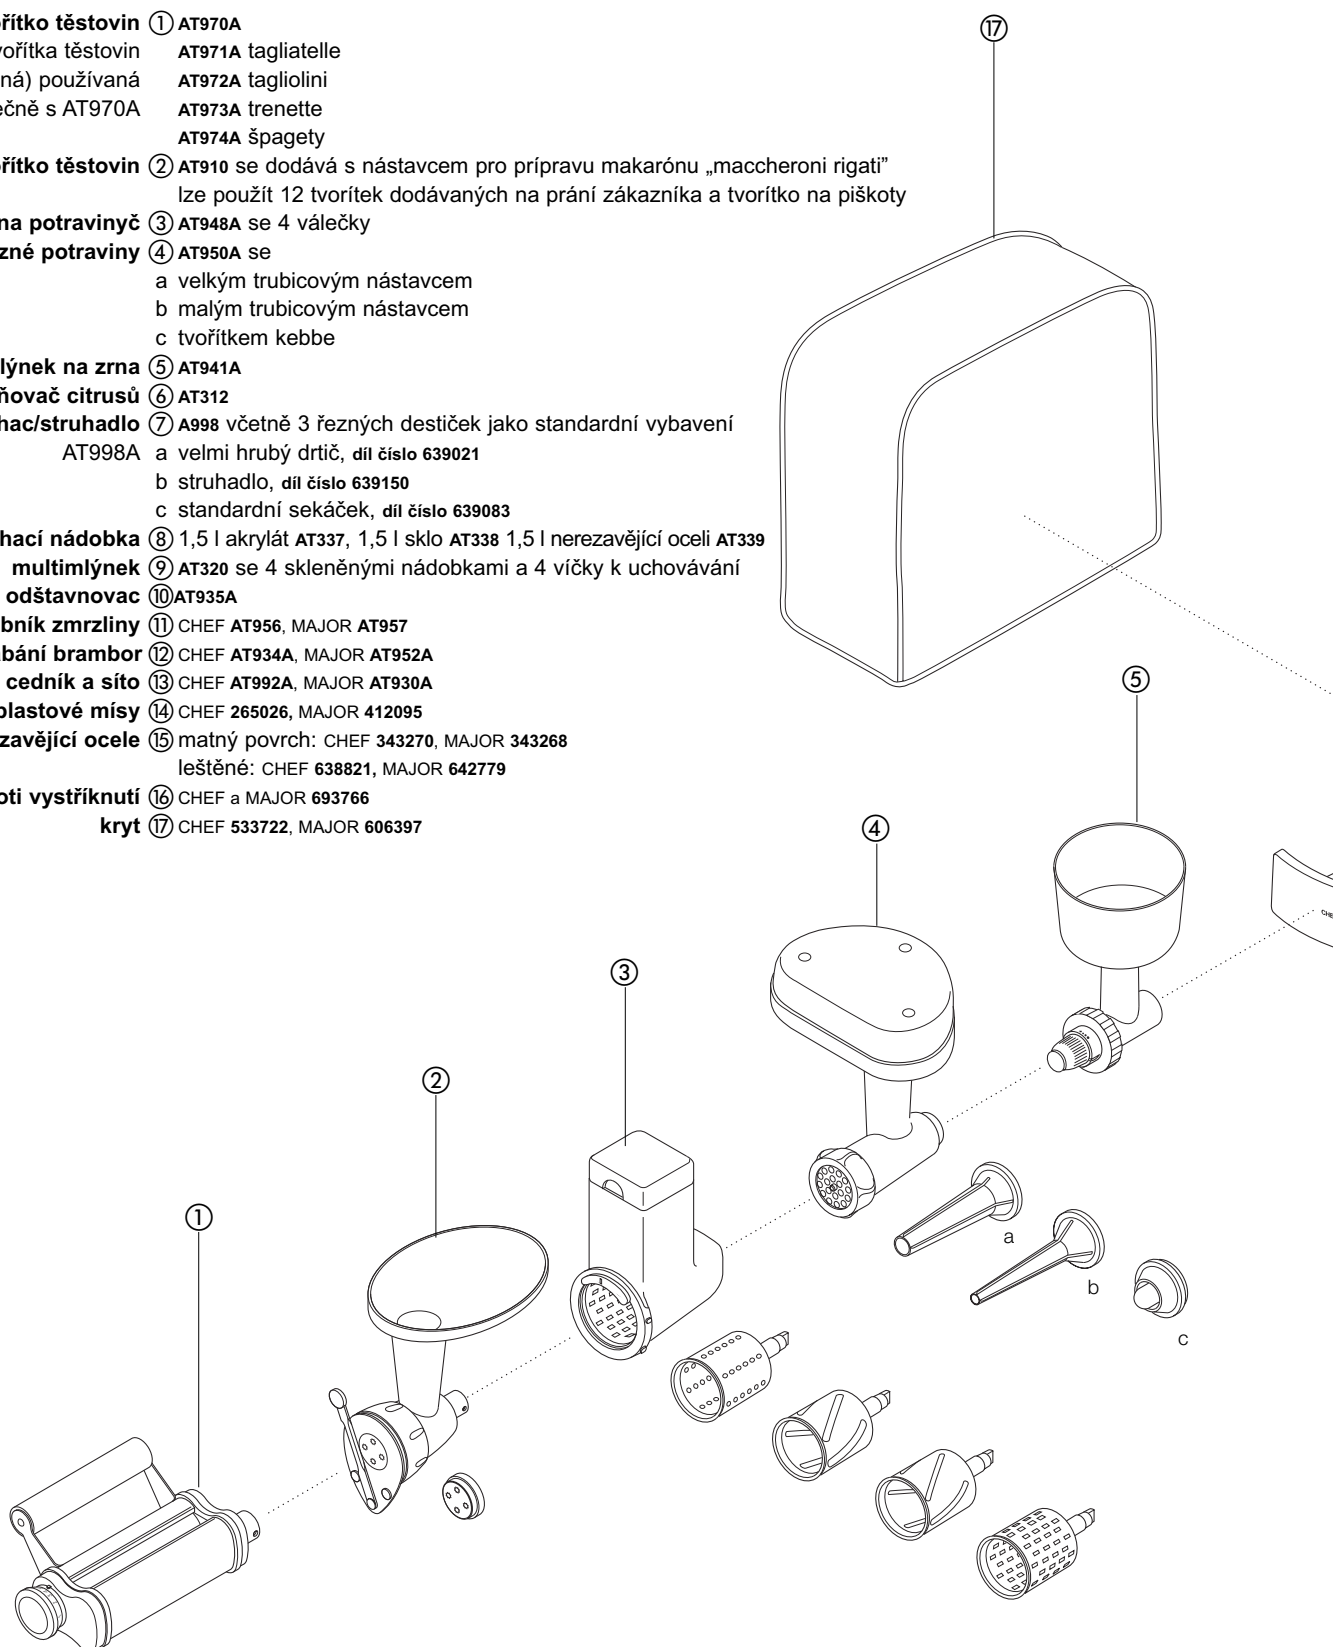 ořítko těstovin ① AT970A
vořítka těstovin AT971A tagliatelle
ná) používaná AT972A tagliolini
ečně s AT970A AT973A trenette
AT974A špagety
ořítko těstovin ② AT910 se dodává s nástavcem pro prípravu makarónu „maccheroni rigati”
lze použít 12 tvorítek dodávaných na prání zákazníka a tvorítko na piškoty
na potravinyč ③ AT948A se 4 válečky
zné potraviny ④ AT950A se
a velkým trubicovým nástavcem
b malým trubicovým nástavcem
c tvořítkem kebbe
lýnek na zrna ⑤ AT941A
ňovač citrusů ⑥ AT312
hac/struhadlo ⑦ A998 včetně 3 řezných destiček jako standardní vybavení
AT998A a velmi hrubý drtič, díl číslo 639021
b struhadlo, díl číslo 639150
c standardní sekáček, díl číslo 639083
hací nádobka ⑧ 1,5 l akrylát AT337, 1,5 l sklo AT338 1,5 l nerezavějící oceli AT339
multimlýnek ⑨ AT320 se 4 skleněnými nádobkami a 4 víčky k uchovávání
odštavnovac ⑩ AT935A
bník zmrzliny ⑪ CHEF AT956, MAJOR AT957
abání brambor ⑫ CHEF AT934A, MAJOR AT952A
cedník a síto ⑬ CHEF AT992A, MAJOR AT930A
plastové mísy ⑭ CHEF 265026, MAJOR 412095
zavějící ocele ⑮ matný povrch: CHEF 343270, MAJOR 343268
leštěné: CHEF 638821, MAJOR 642779
oti vystříknutí ⑯ CHEF a MAJOR 693766
kryt ⑰ CHEF 533722, MAJOR 606397
⑰
⑤
④
CHE
③
②
①
a
b
c